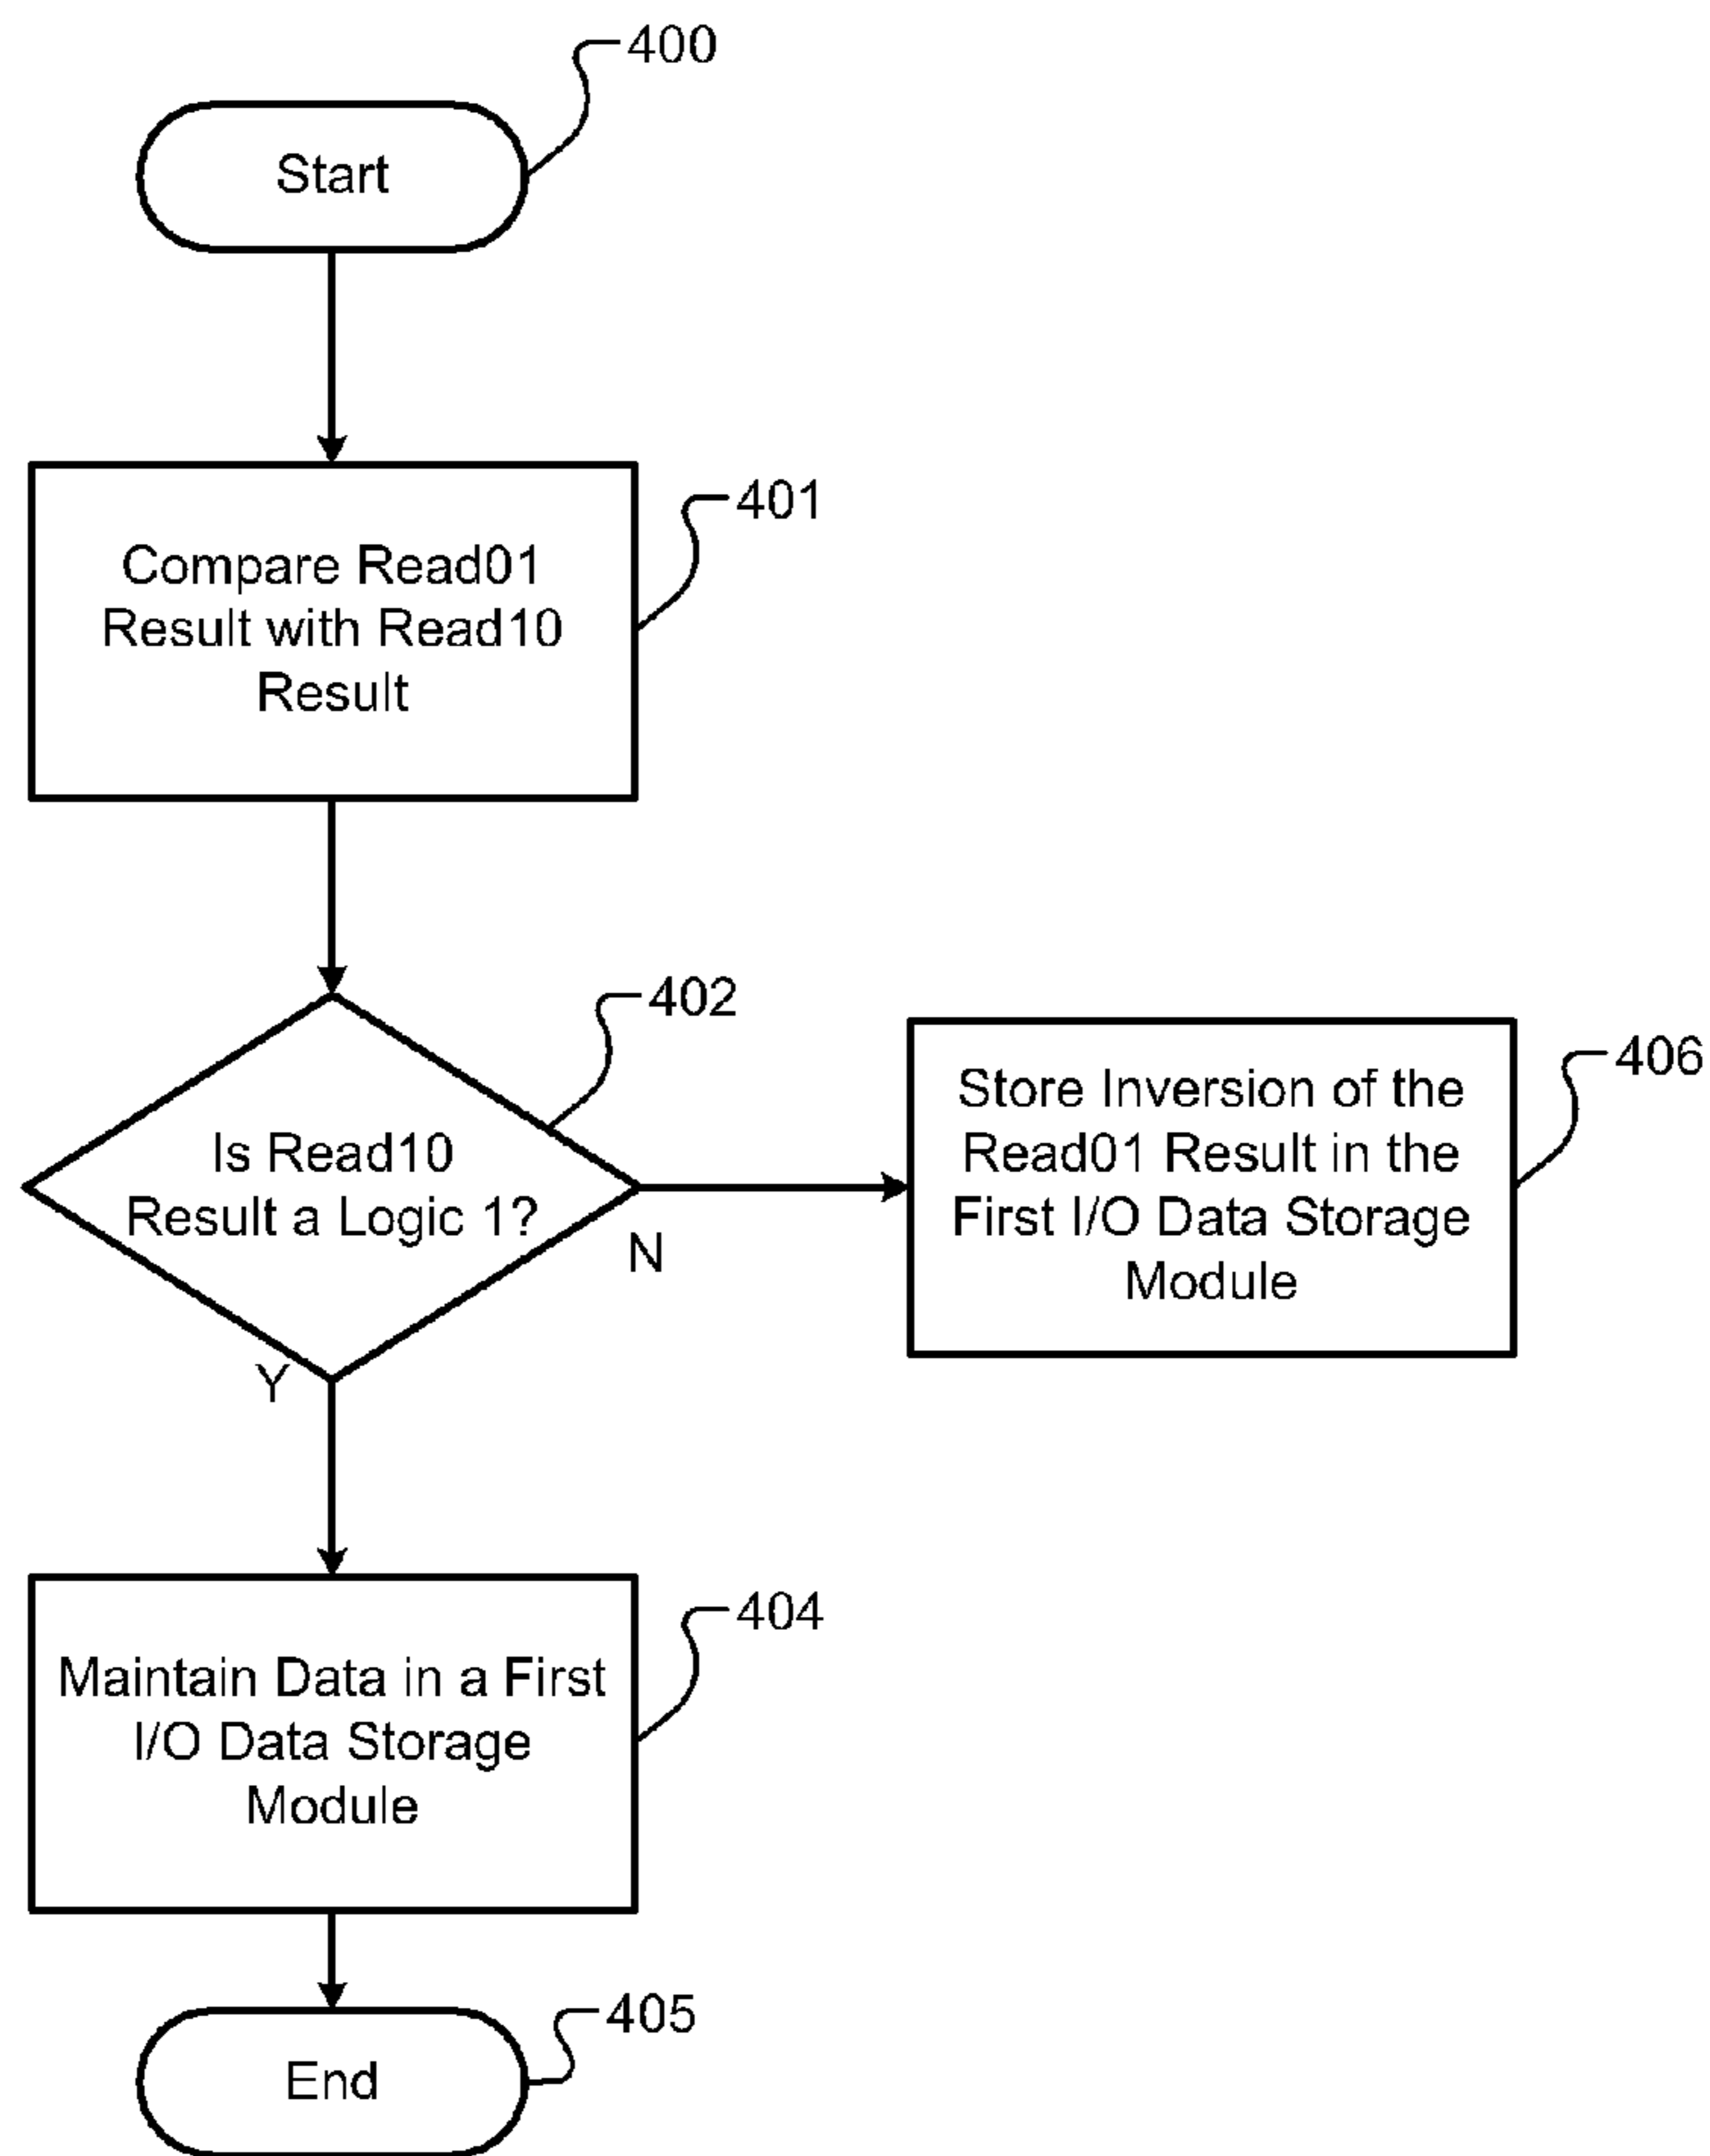 400
Start
401
Compare Read01
Result with Read10
Result
402
Is Read10
Result a Logic 1?
N
Y
406
Store Inversion of the
Read01 Result in the
First I/O Data Storage
Module
404
Maintain Data in a First
I/O Data Storage
Module
405
End